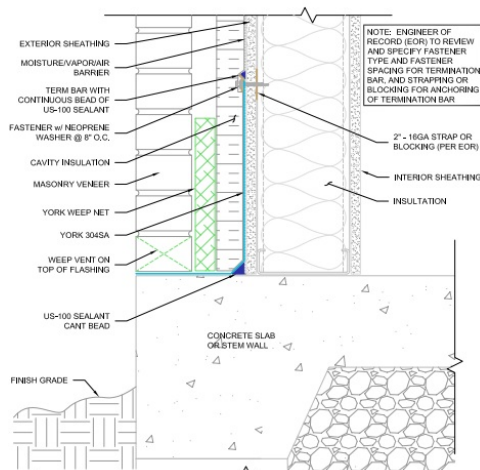 EXTERIOR SHEATHING
MOISTURE/VAPOR/AIR
BARRIER
TERM BAR WITH
CONTINUOUS BEAD OF
US-100 SEALANT
FASTENER w/ NEOPRENE
WASHER @ 8" O,C,
CAVITY INSULATION
MASONRY VENEER
YORK WEEP NET
YORK 304SA
WEEP VENT ON
TOP OF FLASHING
US-100 SEALANT
CANT BEAD
FINISH GRADE
CONCRETE SLAB
OR STEM WALL
NOTE: ENGINEER OF
RECORD (EOR) TO REVIEW
AND SPECIFY FASTENER
TYPE AND FASTENER
SPACING FOR TERMINATION
BAR, AND STRAPPING OR
BLOCKING FOR ANCHORING
OF TERMINATION BAR
2" - 16GA STRAP OR
BLOCKING (PER EOR)
INTERIOR SHEATHING
INSULTATION